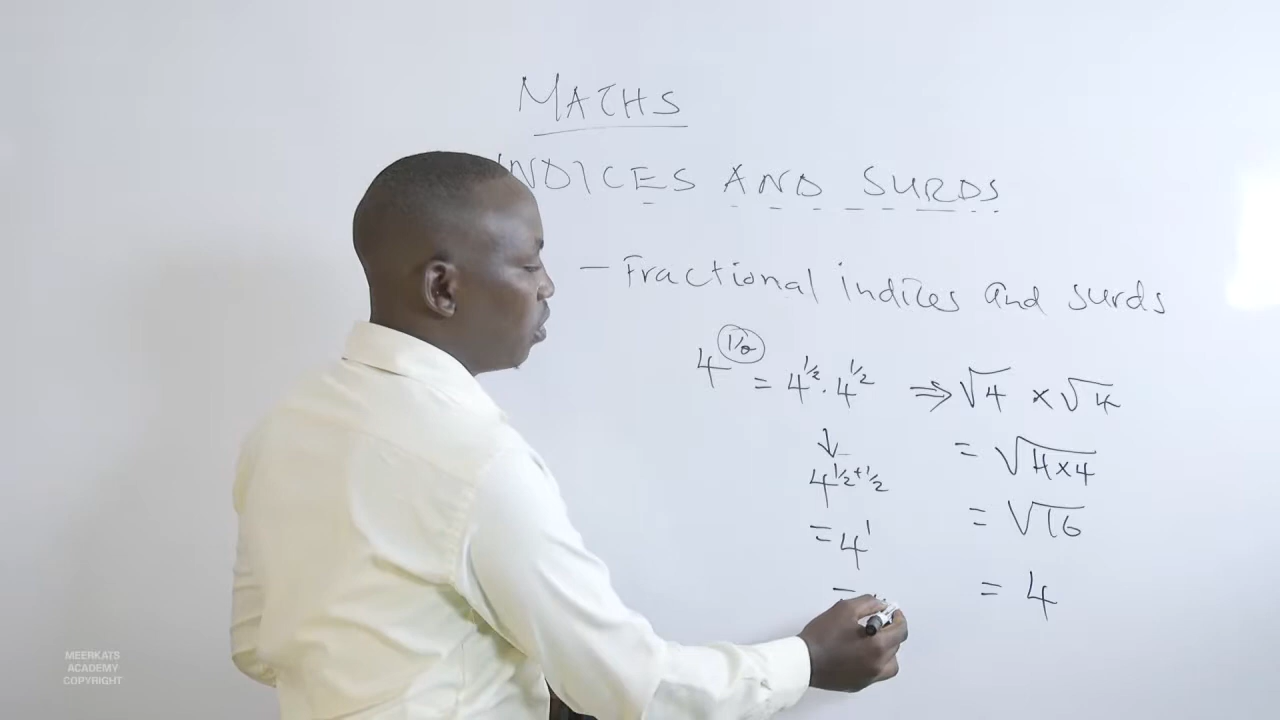 MATHS
INDICES AND SURDS
- Fractional indices and surds
4^(1/2) = 4^(1/2) . 4^(1/2) ⇒ √4 × √4
↓
4^(1/2+1/2) = √(4×4)
= 4^1 = √16
= = 4
MEERKATS
ACADEMY
COPYRIGHT